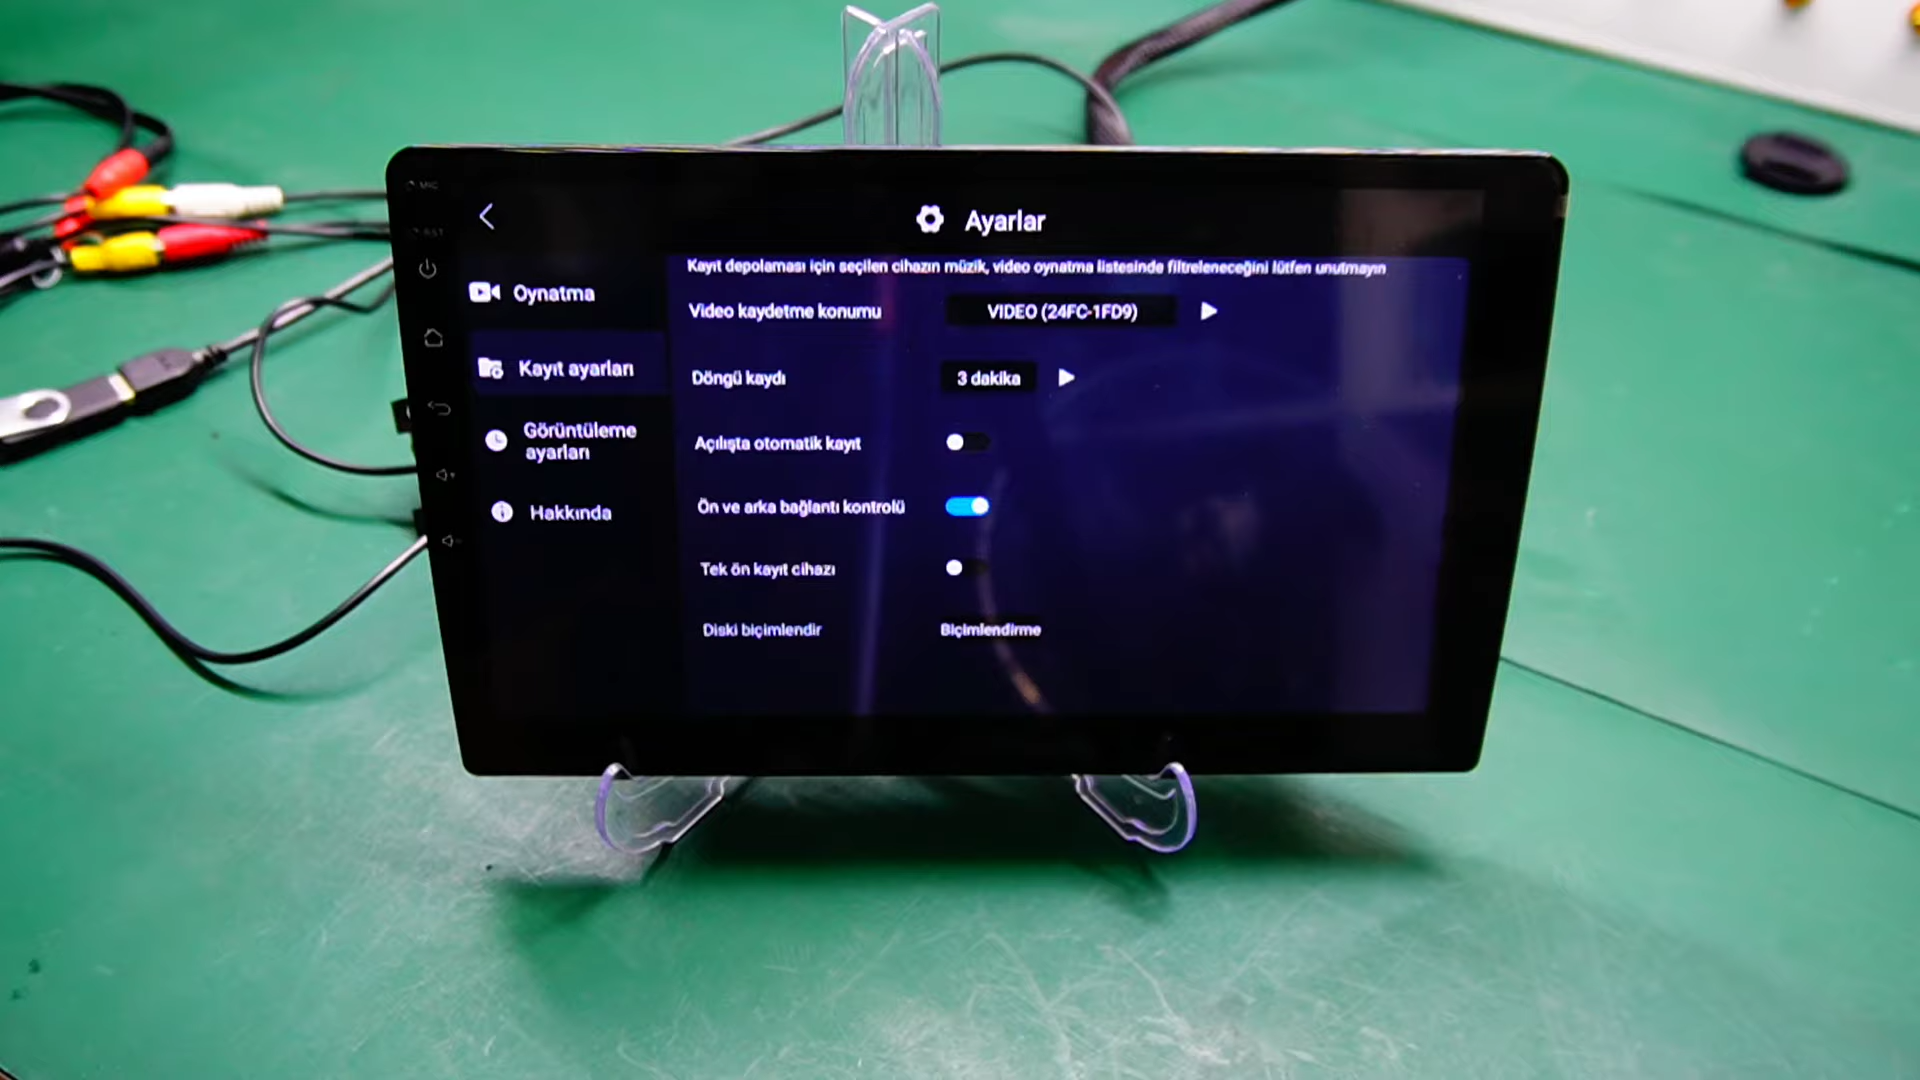 MIC
RST
Ayarlar
Oynatma
Kayıt ayarları
Görüntüleme
ayarları
Hakkında
Kayıt depolaması için seçilen cihazın müzik, video oynatma listesinde filtreleneceğini lütfen unutmayın
Video kaydetme konumu
VIDEO (24FC-1FD9)
Döngü kaydı
3 dakika
Açılışta otomatik kayıt
Ön ve arka bağlantı kontrolü
Tek ön kayıt cihazı
Diski biçimlendir
Biçimlendirme